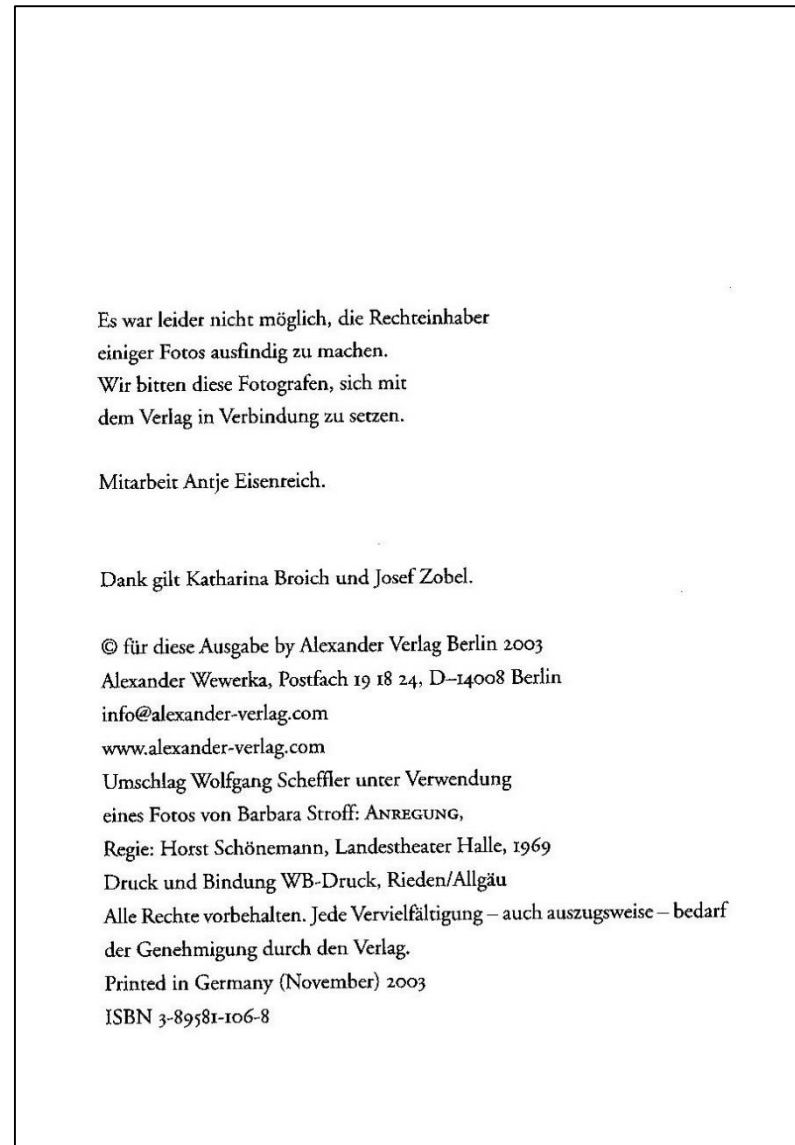 Es war leider nicht möglich, die Rechteinhaber
einiger Fotos ausfindig zu machen.
Wir bitten diese Fotografen, sich mit
dem Verlag in Verbindung zu setzen.
Mitarbeit Antje Eisenreich.
Dank gilt Katharina Broich und Josef Zobel.
© für diese Ausgabe by Alexander Verlag Berlin 2003
Alexander Wewerka, Postfach 19 18 24, D–14008 Berlin
info@alexander-verlag.com
www.alexander-verlag.com
Umschlag Wolfgang Scheffler unter Verwendung
eines Fotos von Barbara Stroff: ANREGUNG,
Regie: Horst Schönemann, Landestheater Halle, 1969
Druck und Bindung WB-Druck, Rieden/Allgäu
Alle Rechte vorbehalten. Jede Vervielfältigung – auch auszugsweise – bedarf
der Genehmigung durch den Verlag.
Printed in Germany (November) 2003
ISBN 3-89581-106-8